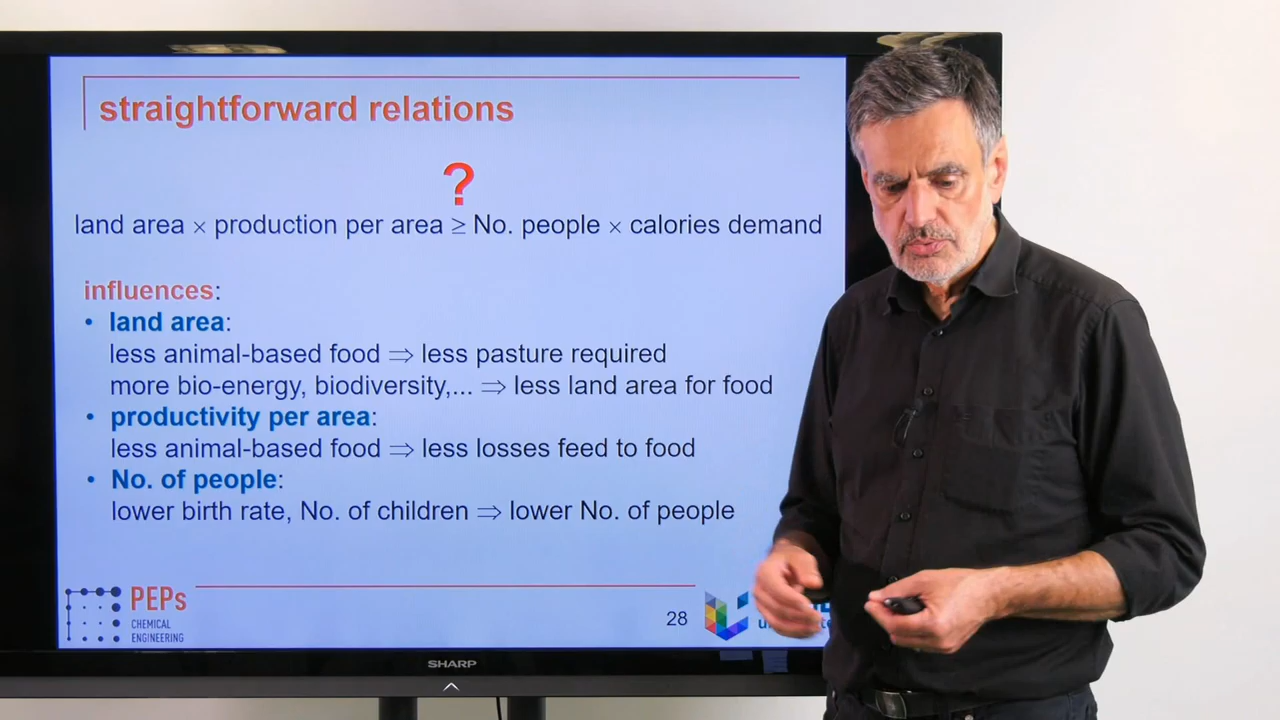 straightforward relations
?
land area × production per area ≥ No. people × calories demand
influences:
• land area:
less animal-based food ⇒ less pasture required
more bio-energy, biodiversity,... ⇒ less land area for food
• productivity per area:
less animal-based food ⇒ less losses feed to food
• No. of people:
lower birth rate, No. of children ⇒ lower No. of people
PEPs
CHEMICAL
ENGINEERING
28
SHARP